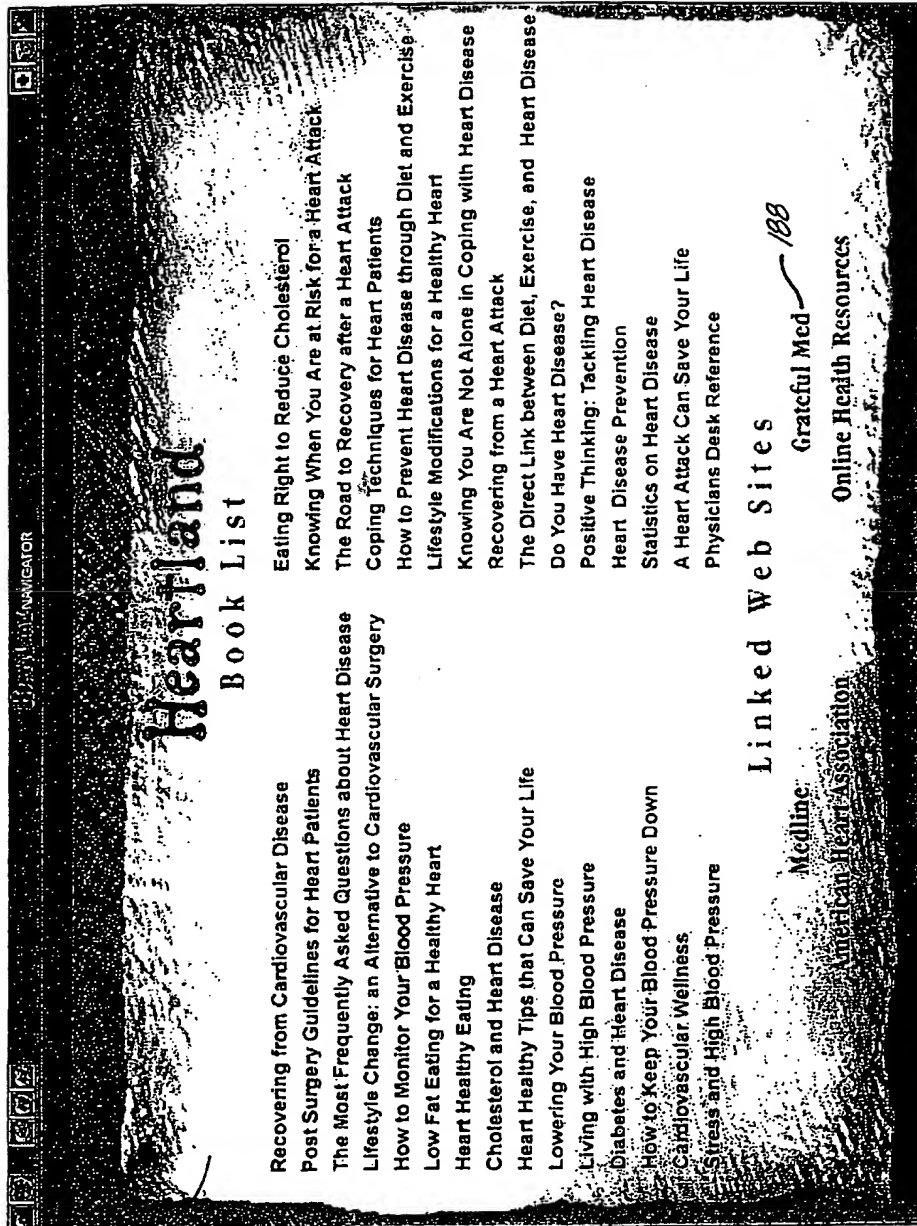 NAVIGATOR
Heartland
Book List
Recovering from Cardiovascular Disease
Post Surgery Guidelines for Heart Patients
The Most Frequently Asked Questions about Heart Disease
Lifestyle Change: an Alternative to Cardiovascular Surgery
How to Monitor Your Blood Pressure
Low Fat Eating for a Healthy Heart
Heart Healthy Eating
Cholesterol and Heart Disease
Heart Healthy Tips that Can Save Your Life
Lowering Your Blood Pressure
Living with High Blood Pressure
Diabetes and Heart Disease
How to Keep Your Blood Pressure Down
Cardiovascular Wellness
Stress and High Blood Pressure
Eating Right to Reduce Cholesterol
Knowing When You Are at Risk for a Heart Attack
The Road to Recovery after a Heart Attack
Coping Techniques for Heart Patients
How to Prevent Heart Disease through Diet and Exercise
Lifestyle Modifications for a Healthy Heart
Knowing You Are Not Alone in Coping with Heart Disease
Recovering from a Heart Attack
The Direct Link between Diet, Exercise, and Heart Disease
Do You Have Heart Disease?
Positive Thinking: Tackling Heart Disease
Heart Disease Prevention
Statistics on Heart Disease
A Heart Attack Can Save Your Life
Physicians Desk Reference
Linked Web Sites
Medline
Grateful Med 188
American Heart Association
Online Health Resources